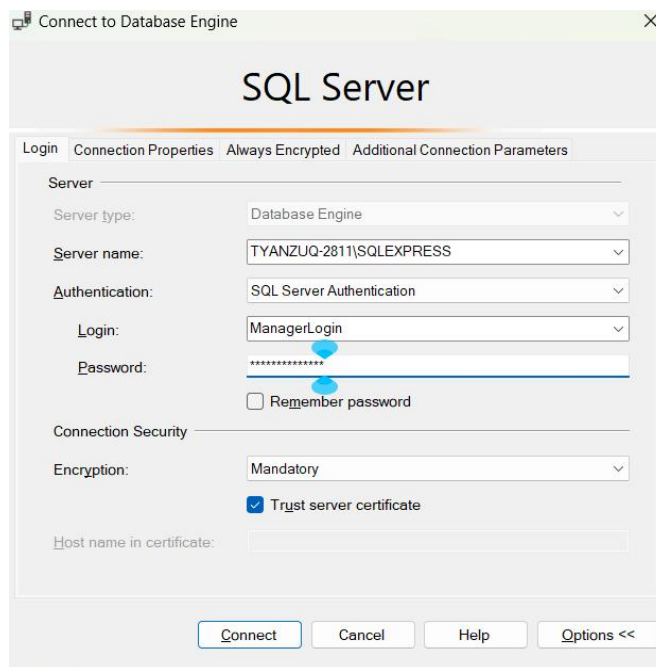 Connect to Database Engine
SQL Server
Login Connection Properties Always Encrypted Additional Connection Parameters
Server
Server type: Database Engine
Server name: TYANZUQ-2811\SQLEXPRESS
Authentication: SQL Server Authentication
Login: ManagerLogin
Password: **************
Remember password
Connection Security
Encryption: Mandatory
Trust server certificate
Host name in certificate:
Connect Cancel Help Options <<